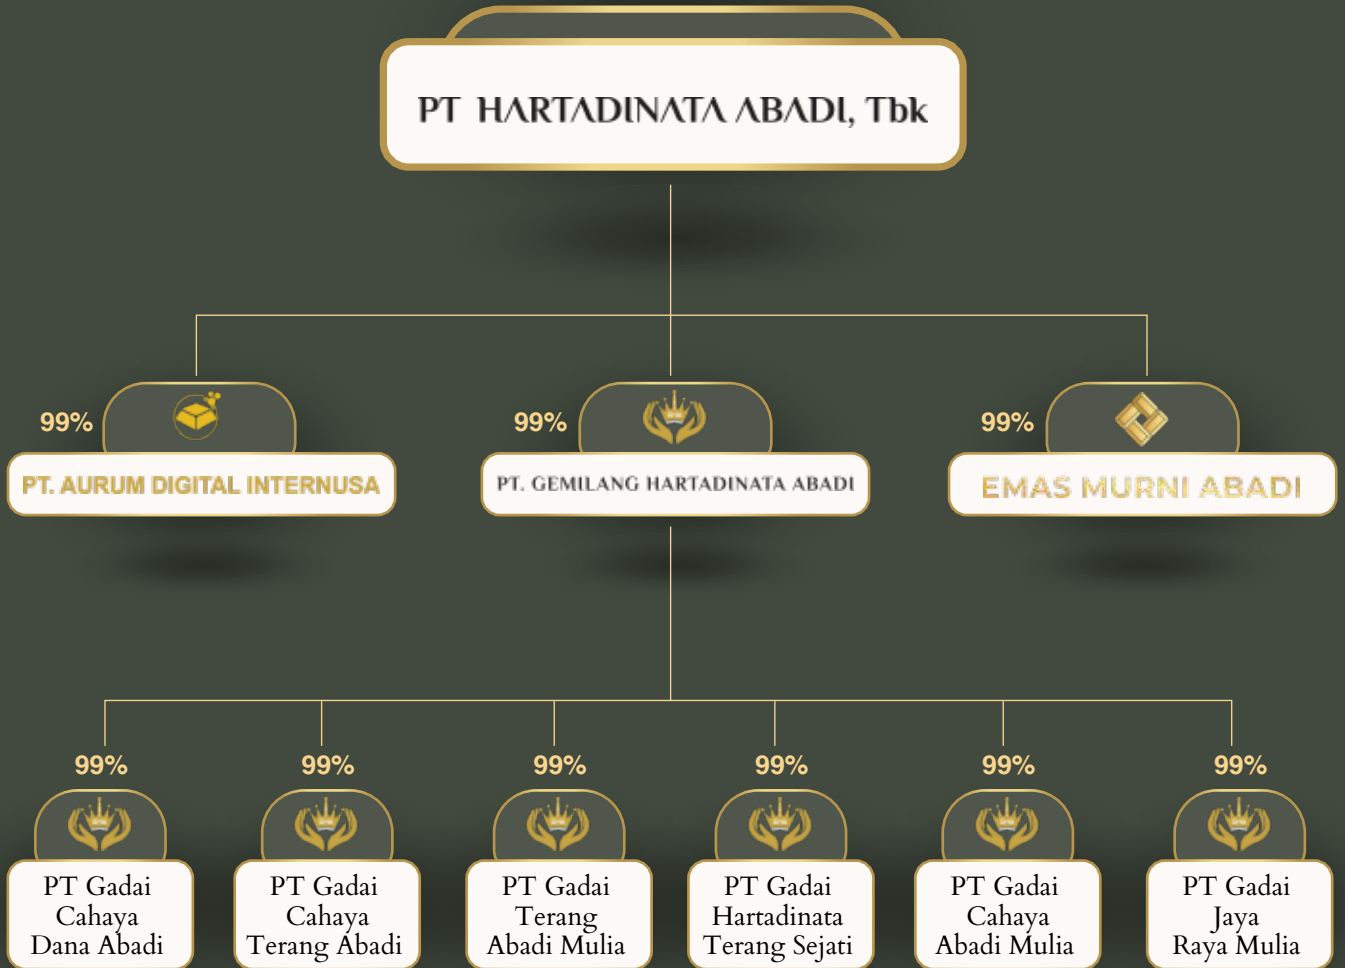 PT HARTADINATA ABADI, Tbk
99%
99%
99%
PT. AURUM DIGITAL INTERNUSA
PT. GEMILANG HARTADINATA ABADI
EMAS MURNI ABADI
99%
99%
99%
99%
99%
99%
PT Gadai
Cahaya
Dana Abadi
PT Gadai
Cahaya
Terang Abadi
PT Gadai
Terang
Abadi Mulia
PT Gadai
Hartadinata
Terang Sejati
PT Gadai
Cahaya
Abadi Mulia
PT Gadai
Jaya
Raya Mulia